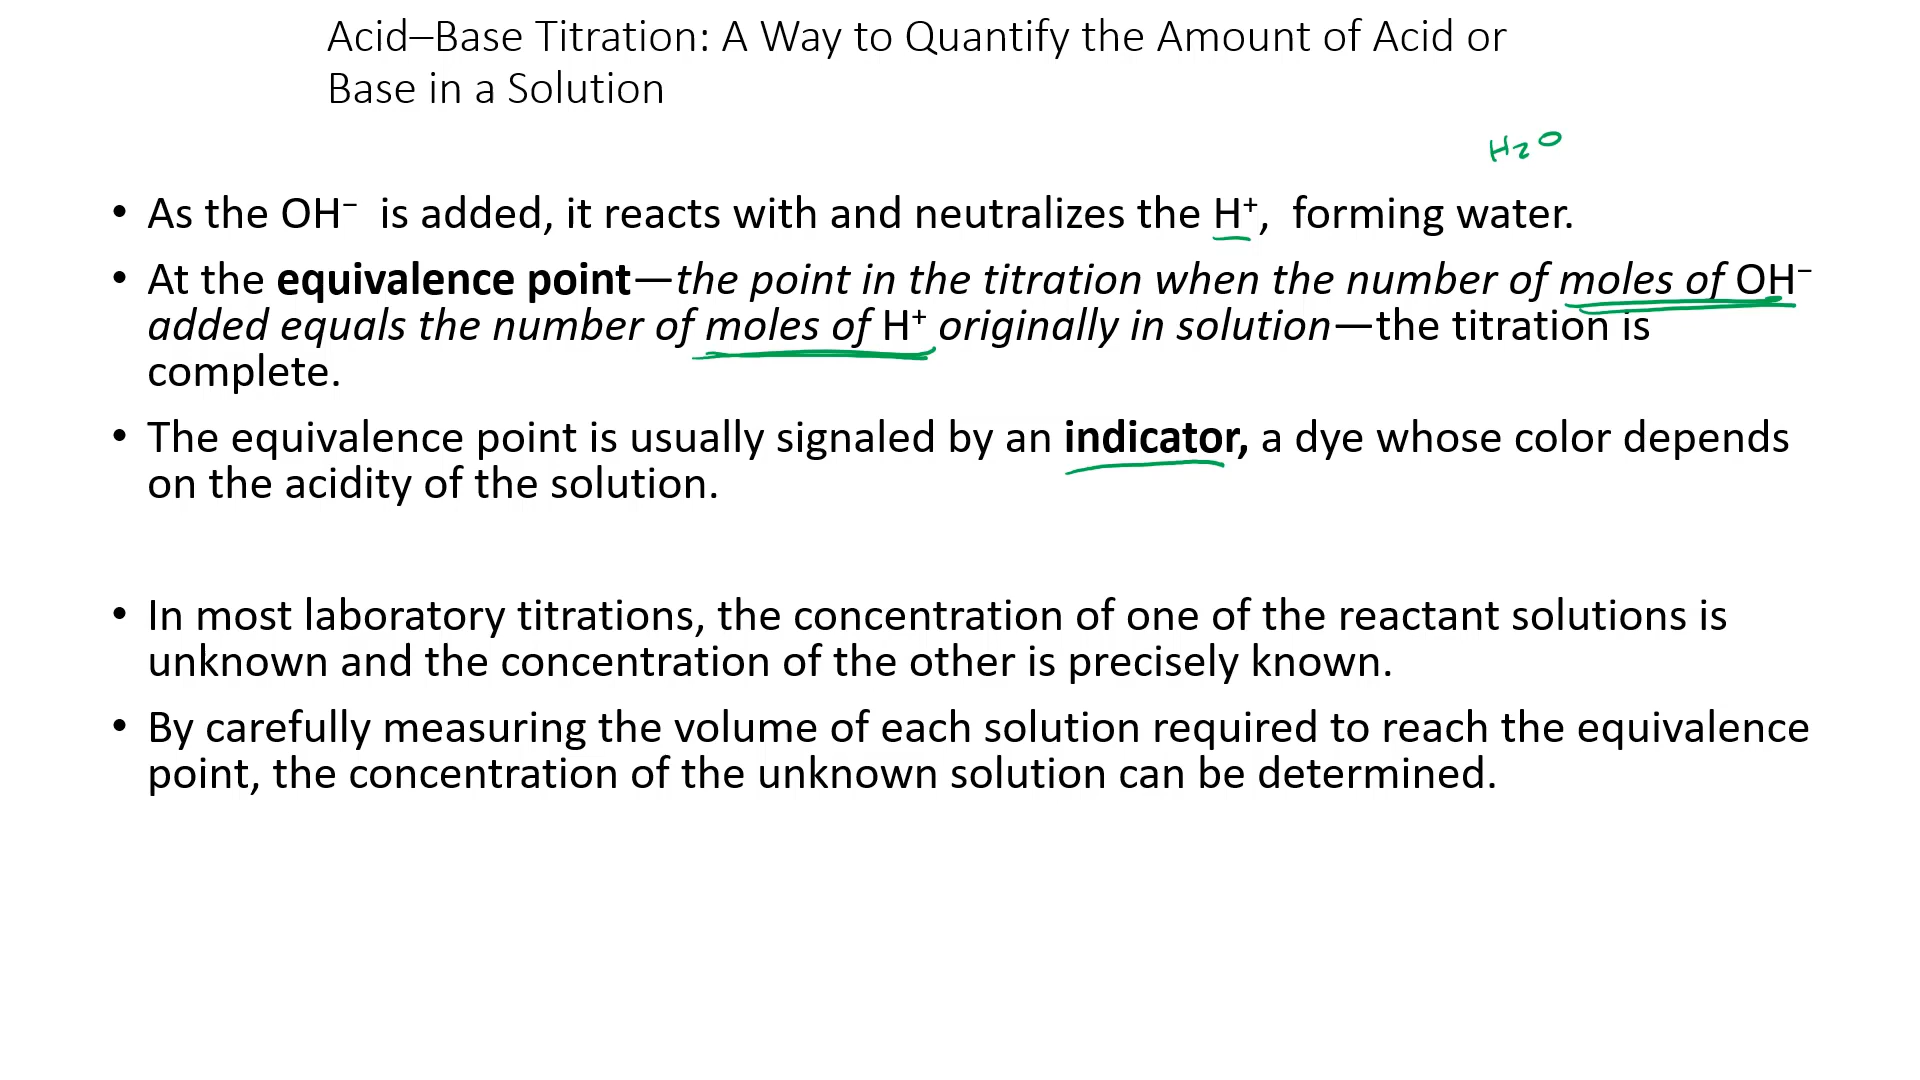 Acid–Base Titration: A Way to Quantify the Amount of Acid or
Base in a Solution
H₂O
• As the OH⁻ is added, it reacts with and neutralizes the H⁺, forming water.
• At the equivalence point—the point in the titration when the number of moles of OH⁻
added equals the number of moles of H⁺ originally in solution—the titration is
complete.
• The equivalence point is usually signaled by an indicator, a dye whose color depends
on the acidity of the solution.
• In most laboratory titrations, the concentration of one of the reactant solutions is
unknown and the concentration of the other is precisely known.
• By carefully measuring the volume of each solution required to reach the equivalence
point, the concentration of the unknown solution can be determined.